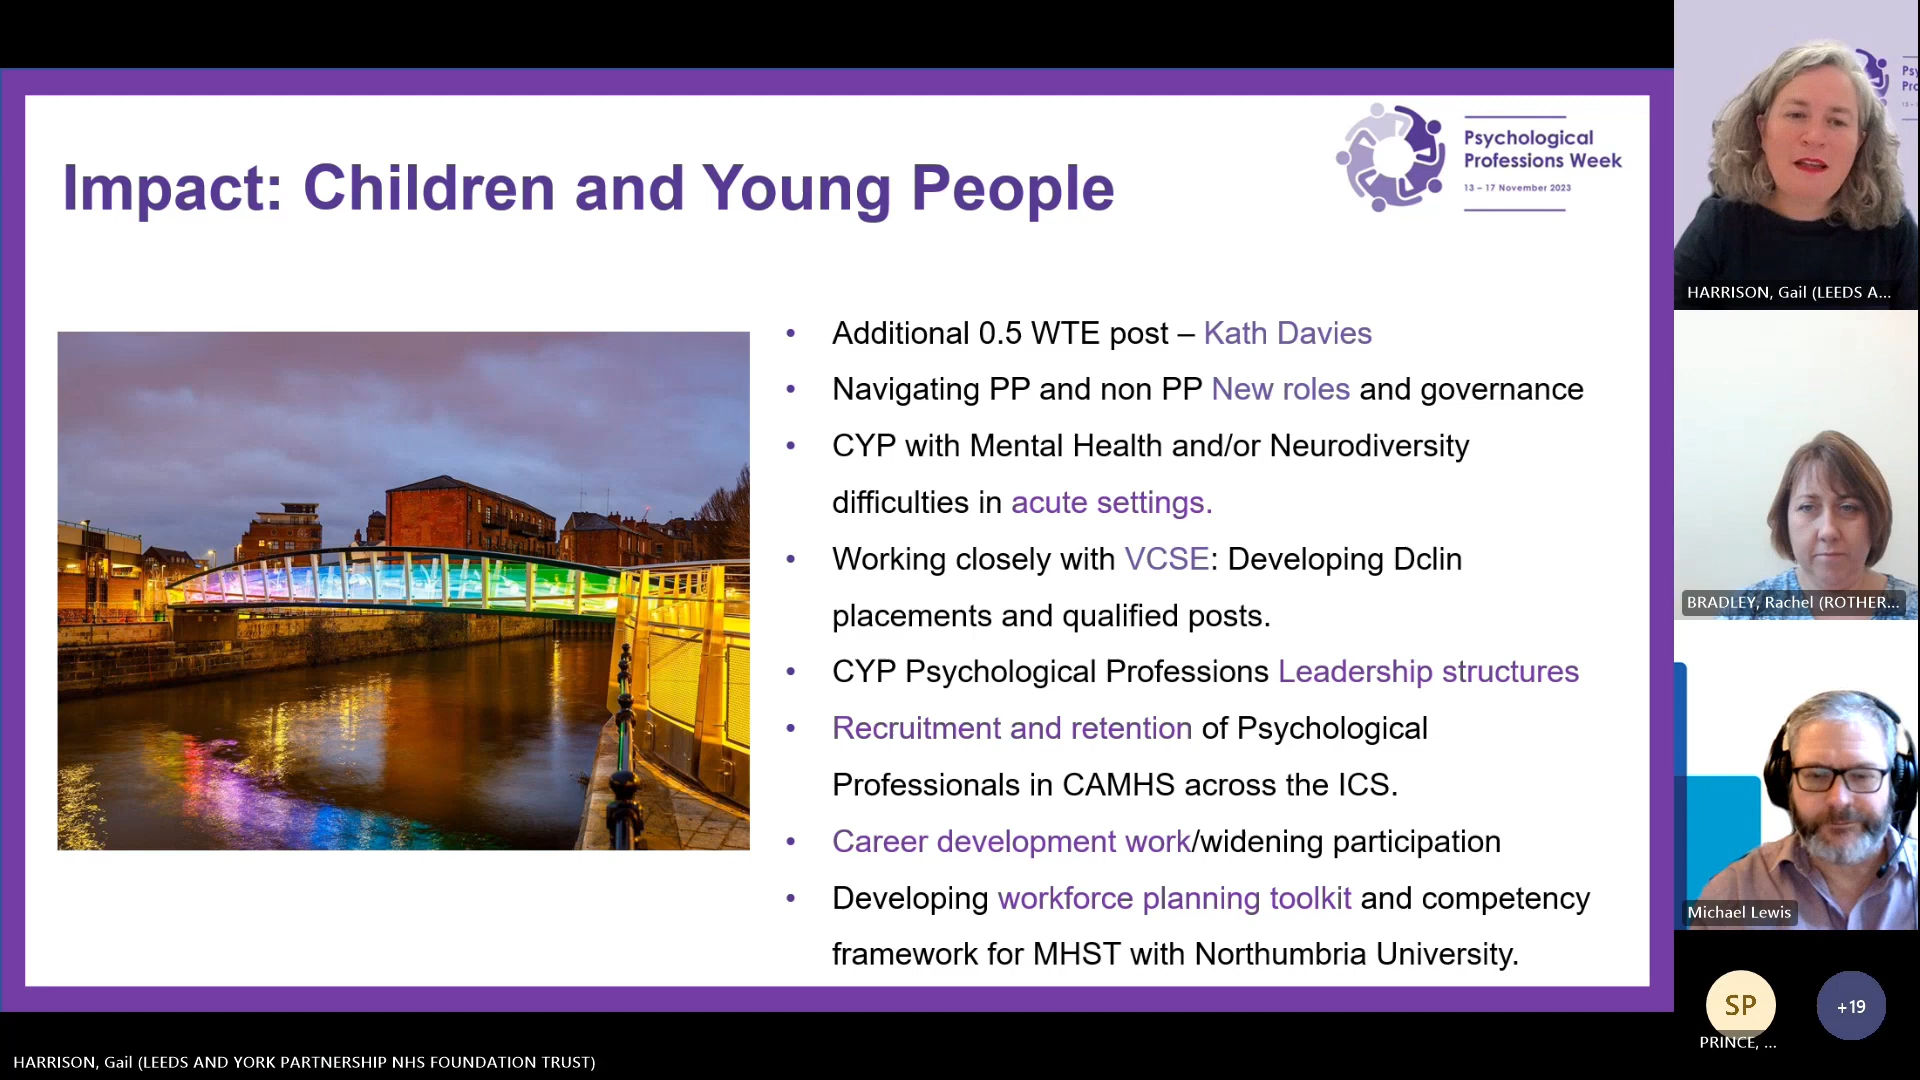 Impact: Children and Young People
Psychological
Professions Week
13 – 17 November 2023
• Additional 0.5 WTE post – Kath Davies
• Navigating PP and non PP New roles and governance
• CYP with Mental Health and/or Neurodiversity
difficulties in acute settings.
• Working closely with VCSE: Developing Dclin
placements and qualified posts.
• CYP Psychological Professions Leadership structures
• Recruitment and retention of Psychological
Professionals in CAMHS across the ICS.
• Career development work/widening participation
• Developing workforce planning toolkit and competency
framework for MHST with Northumbria University.
HARRISON, Gail (LEEDS A...
BRADLEY, Rachel (ROTHER...
Michael Lewis
SP
PRINCE, ...
+19
HARRISON, Gail (LEEDS AND YORK PARTNERSHIP NHS FOUNDATION TRUST)